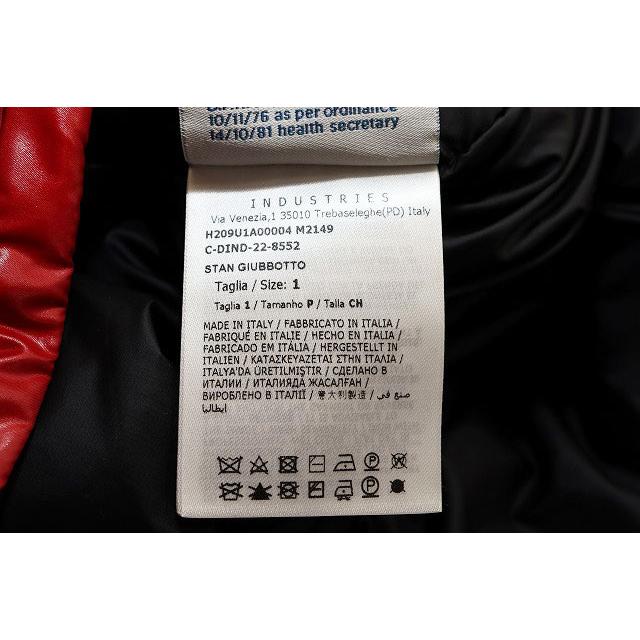 10/11/76 as per ordinance
14/10/81 health secretary
INDUSTRIES
Via Venezia,1 35010 Trebaseleghe(PD) Italy
H209U1A00004 M2149
C-DIND-22-8552
STAN GIUBBOTTO
Taglia / Size: 1
Taglia 1 / Tamanho P / Talla CH
MADE IN ITALY / FABBRICATO IN ITALIA /
FABRIQUÉ EN ITALIE / HECHO EN ITALIA /
FABRICADO EM ITÁLIA / HERGESTELLT IN
ITALIEN / ΚΑΤΑΣΚΕΥΑΖΕΤΑΙ ΣΤΗΝ ΙΤΑΛΙΑ /
ITALYA'DA ÜRETILMIŞTIR / СДЕЛАНО В
ИТАЛИИ / ИТАЛИЯДА ЖАСАЛҒАН /
ВИРОБЛЕНО В ІТАЛІЇ / 意大利製造 / صنع في
إيطاليا